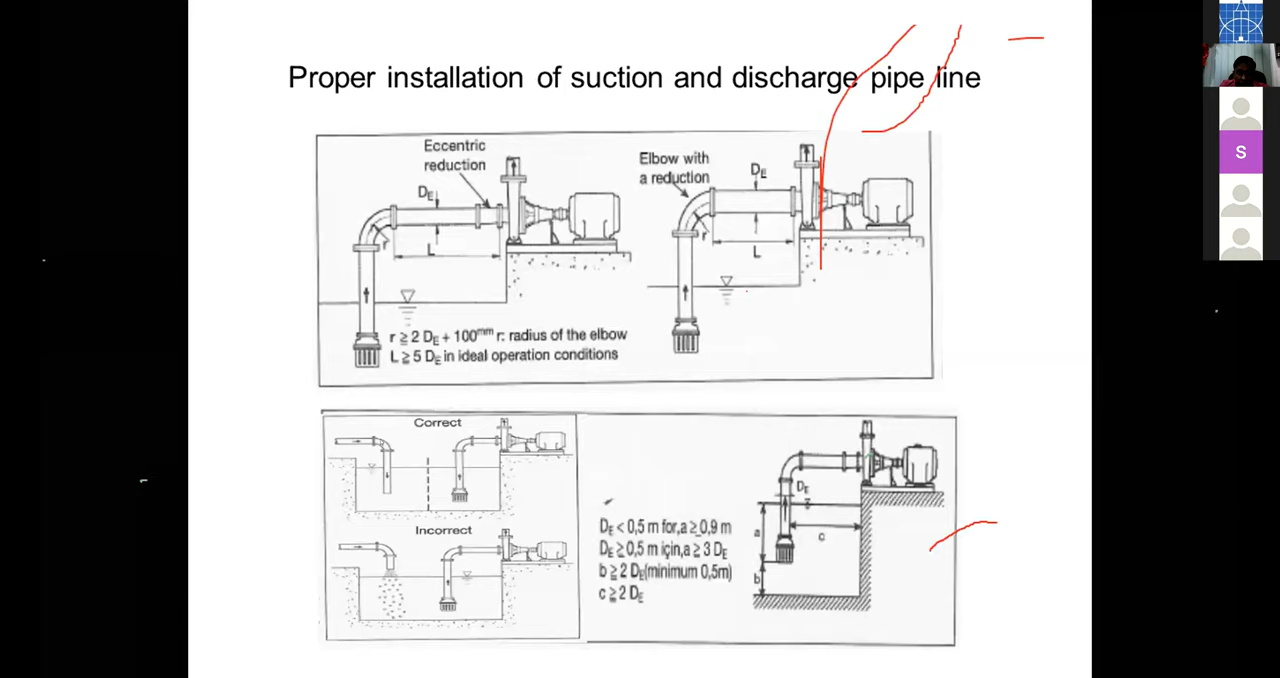 Proper installation of suction and discharge pipe line
Eccentric
reduction
DE
r
L
r ≥ 2 DE + 100mm r: radius of the elbow
L ≥ 5 DE in ideal operation conditions
Elbow with
a reduction
DE
r
L
Correct
Incorrect
DE < 0,5 m for, a ≥ 0,9 m
DE ≥ 0,5 m için, a ≥ 3 DE
b ≥ 2 DE (minimum 0,5m)
c ≥ 2 DE
DE
a
c
b
S